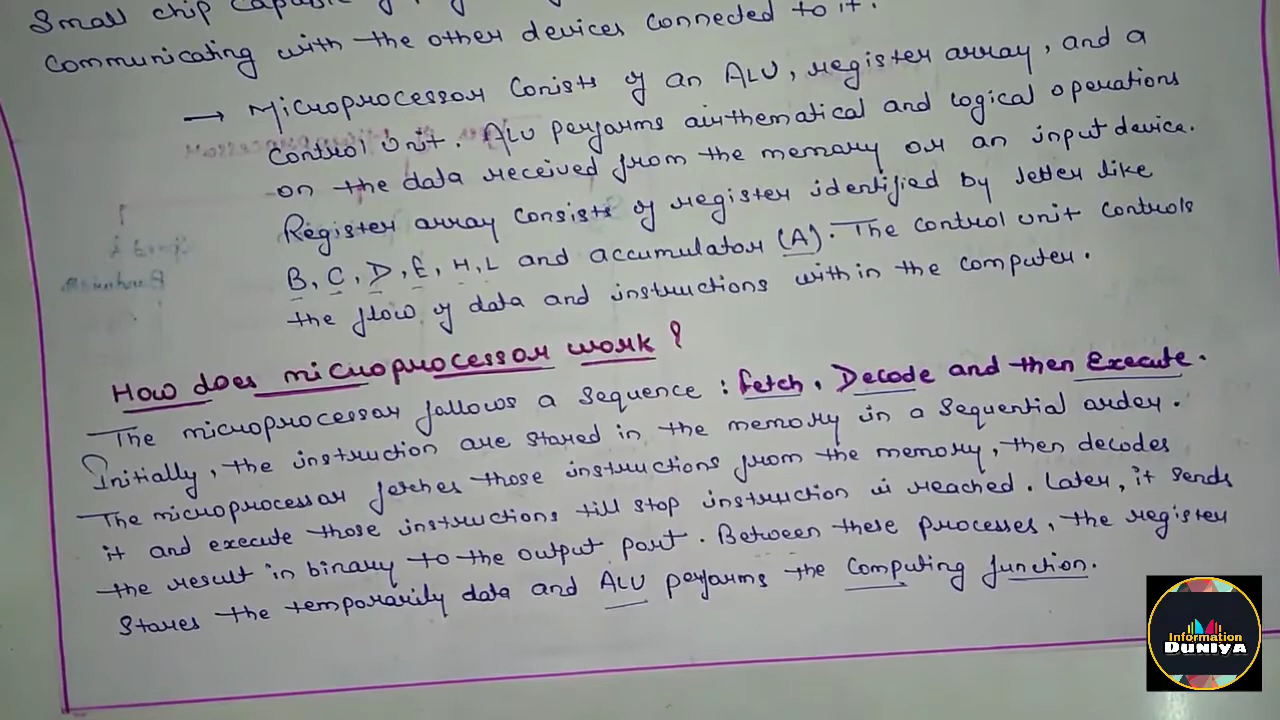 Small chip capable
Communicating with the other devices connected to it.
→ Microprocessor Conists of an ALU, register array, and a
Control Unit. ALU performs airthematical and logical operations
on the data received from the memory or an input device.
Register array consists of register identified by letter like
B, C, D, E, H, L and accumulator (A). The control unit controls
the flow of data and instructions within the computer.
How does microprocessor work?
The microprocessor follows a sequence : Fetch, Decode and then Execute.
Initially, the instruction are stored in the memory in a sequential order.
The microprocessor fetches those instructions from the memory, then decodes
it and execute those instructions till stop instruction is reached. Later, it sends
the result in binary to the output port. Between these processes, the register
stores the temporarily data and ALU performs the Computing function.
Information
Duniya